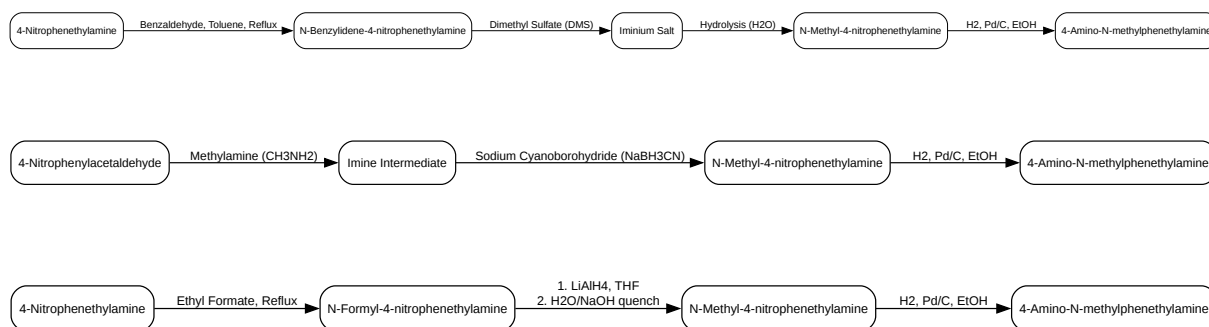 4-Nitrophenethylamine
Benzaldehyde, Toluene, Reflux
N-Benzylidene-4-nitrophenethylamine
Dimethyl Sulfate (DMS)
Iminium Salt
Hydrolysis (H2O)
N-Methyl-4-nitrophenethylamine
H2, Pd/C, EtOH
4-Amino-N-methylphenethylamine
4-Nitrophenylacetaldehyde
Methylamine (CH3NH2)
Imine Intermediate
Sodium Cyanoborohydride (NaBH3CN)
N-Methyl-4-nitrophenethylamine
H2, Pd/C, EtOH
4-Amino-N-methylphenethylamine
4-Nitrophenethylamine
Ethyl Formate, Reflux
N-Formyl-4-nitrophenethylamine
1. LiAlH4, THF
2. H2O/NaOH quench
N-Methyl-4-nitrophenethylamine
H2, Pd/C, EtOH
4-Amino-N-methylphenethylamine